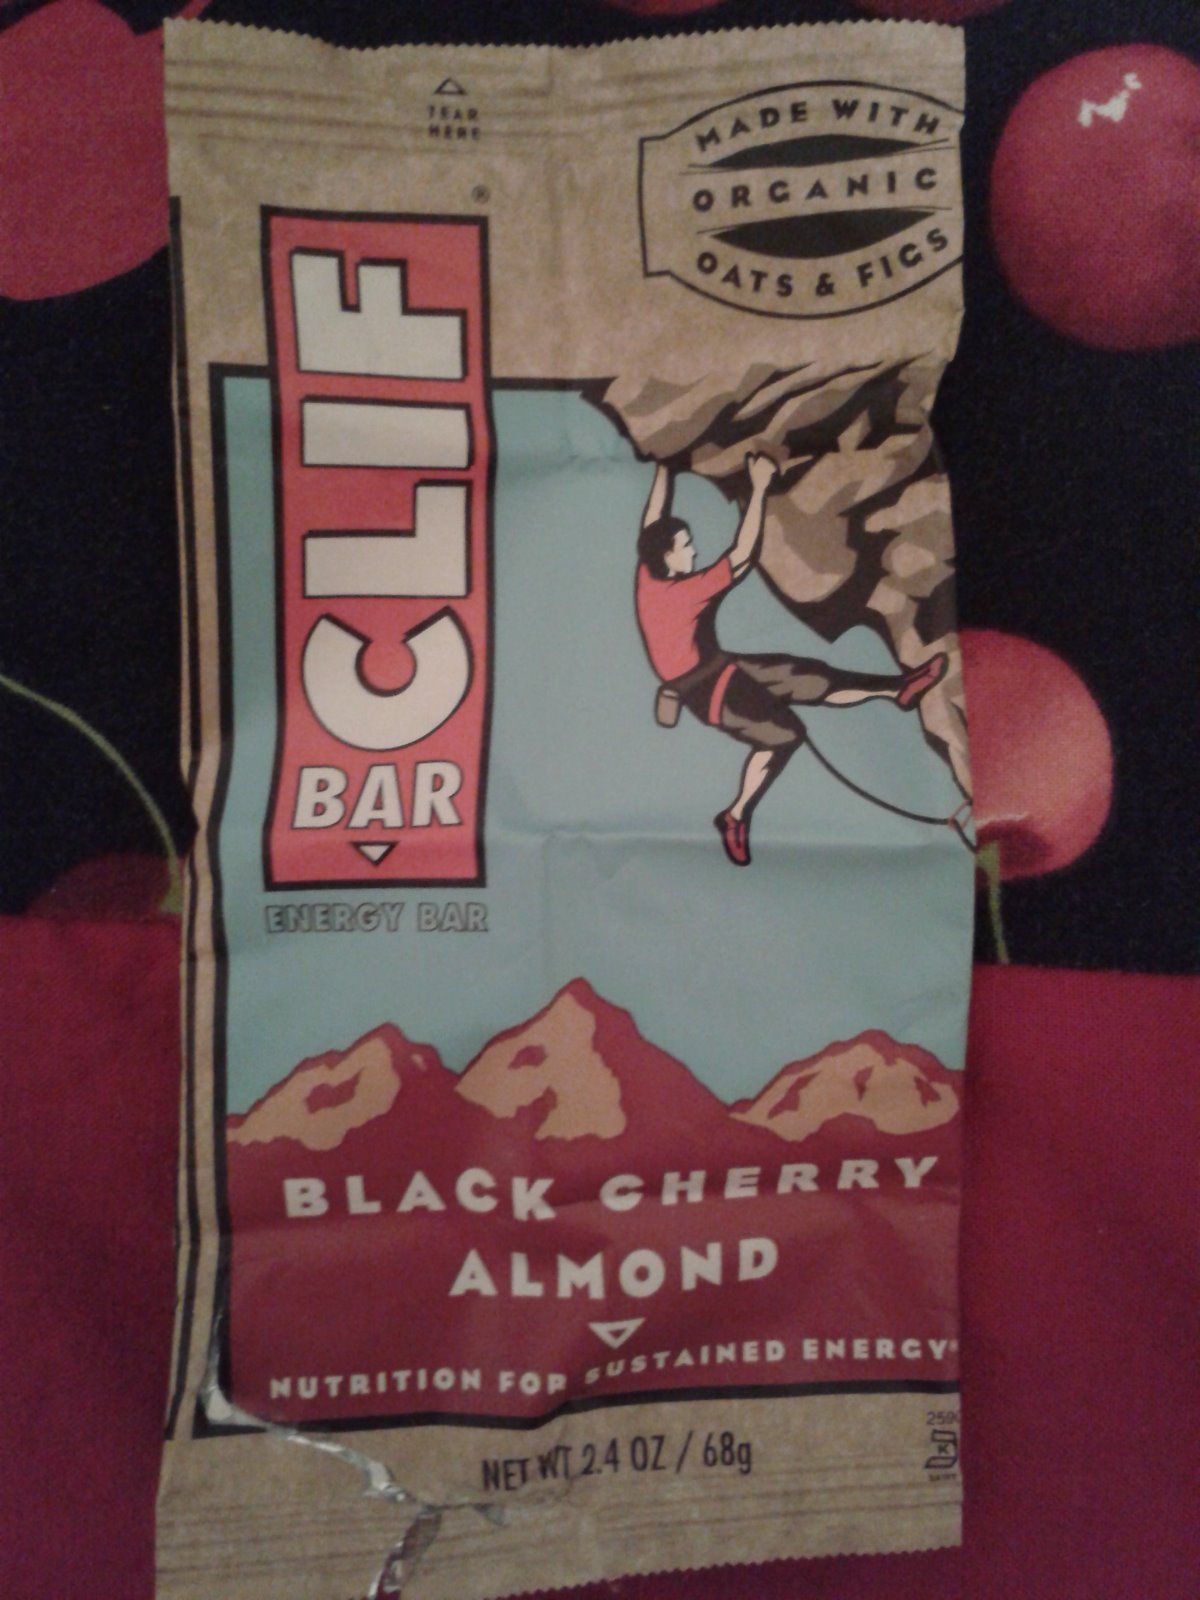 TEAR
HERE
MADE WITH
ORGANIC
OATS & FIGS
®
CLIF
BAR
ENERGY BAR
BLACK CHERRY
ALMOND
NUTRITION FOR SUSTAINED ENERGY
NET WT 2.4 OZ / 68g
K